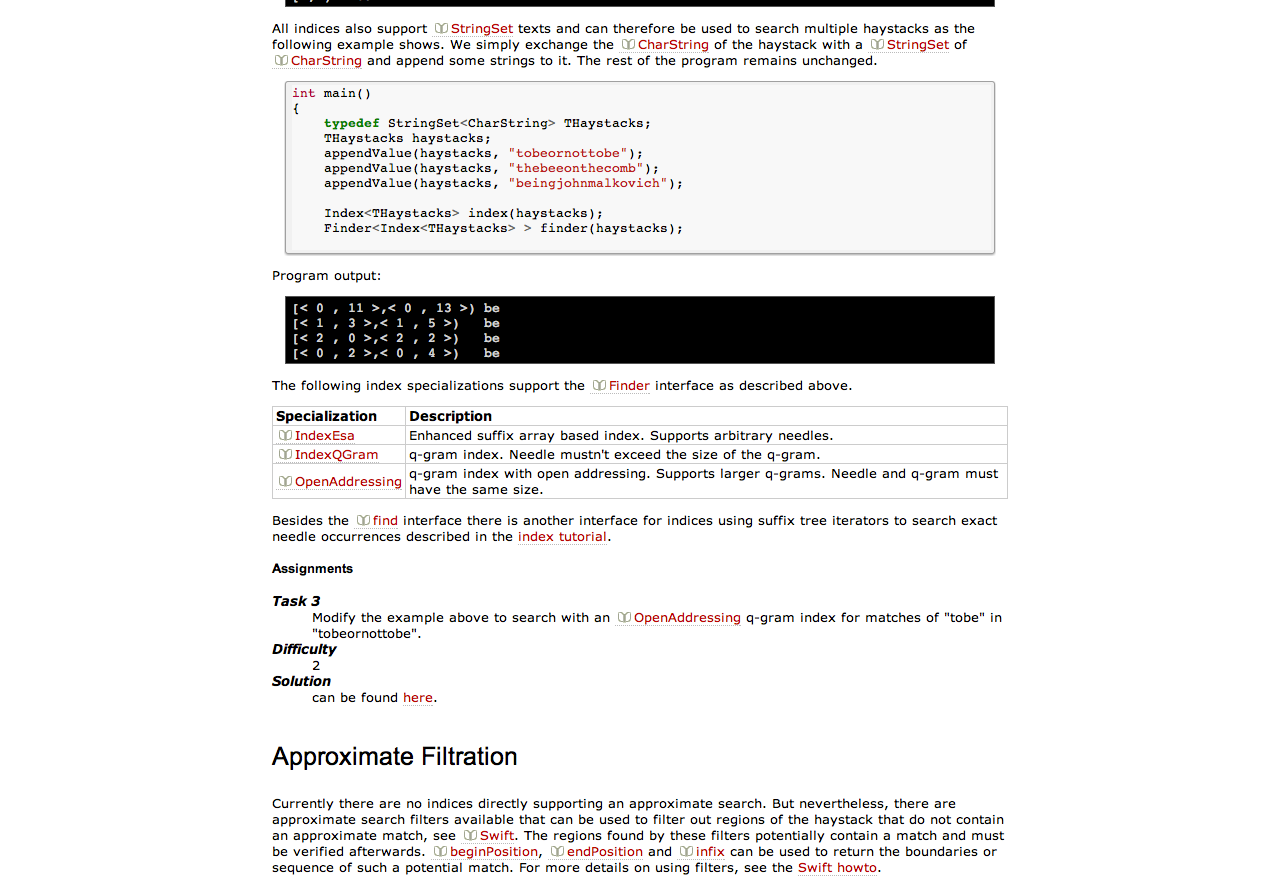 All indices also support StringSet texts and can therefore be used to search multiple haystacks as the
following example shows. We simply exchange the CharString of the haystack with a StringSet of
CharString and append some strings to it. The rest of the program remains unchanged.
int main()
{
    typedef StringSet<CharString> THaystacks;
    THaystacks haystacks;
    appendValue(haystacks, "tobeornottobe");
    appendValue(haystacks, "thebeeonthecomb");
    appendValue(haystacks, "beingjohnmalkovich");
    Index<THaystacks> index(haystacks);
    Finder<Index<THaystacks> > finder(haystacks);
Program output:
[< 0 , 11 >,< 0 , 13 >) be
[< 1 , 3 >,< 1 , 5 >)   be
[< 2 , 0 >,< 2 , 2 >)   be
[< 0 , 2 >,< 0 , 4 >)   be
The following index specializations support the Finder interface as described above.
Specialization Description
IndexEsa Enhanced suffix array based index. Supports arbitrary needles.
IndexQGram q-gram index. Needle mustn't exceed the size of the q-gram.
OpenAddressing q-gram index with open addressing. Supports larger q-grams. Needle and q-gram must
have the same size.
Besides the find interface there is another interface for indices using suffix tree iterators to search exact
needle occurrences described in the index tutorial.
Assignments
Task 3
Modify the example above to search with an OpenAddressing q-gram index for matches of "tobe" in
"tobeornottobe".
Difficulty
2
Solution
can be found here.
Approximate Filtration
Currently there are no indices directly supporting an approximate search. But nevertheless, there are
approximate search filters available that can be used to filter out regions of the haystack that do not contain
an approximate match, see Swift. The regions found by these filters potentially contain a match and must
be verified afterwards. beginPosition, endPosition and infix can be used to return the boundaries or
sequence of such a potential match. For more details on using filters, see the Swift howto.